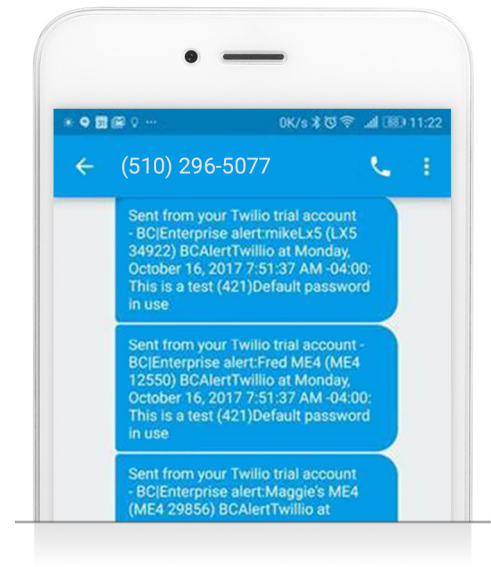 0K/s 88 11:22
(510) 296-5077
Sent from your Twilio trial account
- BC|Enterprise alert:mikeLx5 (LX5
34922) BCAlertTwillio at Monday,
October 16, 2017 7:51:37 AM -04:00:
This is a test (421)Default password
in use
Sent from your Twilio trial account -
BC|Enterprise alert:Fred ME4 (ME4
12550) BCAlertTwillio at Monday,
October 16, 2017 7:51:37 AM -04:00:
This is a test (421)Default password
in use
Sent from your Twilio trial account
- BC|Enterprise alert:Maggie's ME4
(ME4 29856) BCAlertTwillio at